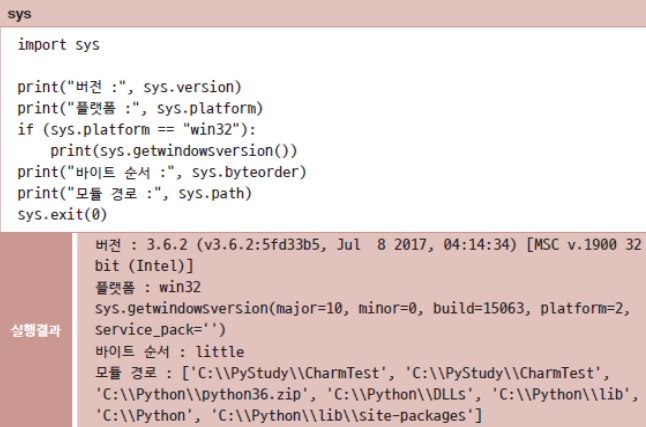 sys
import sys
print("버전 :", sys.version)
print("플랫폼 :", sys.platform)
if (sys.platform == "win32"):
    print(sys.getwindowsversion())
print("바이트 순서 :", sys.byteorder)
print("모듈 경로 :", sys.path)
sys.exit(0)
실행결과
버전 : 3.6.2 (v3.6.2:5fd33b5, Jul  8 2017, 04:14:34) [MSC v.1900 32
bit (Intel)]
플랫폼 : win32
sys.getwindowsversion(major=10, minor=0, build=15063, platform=2,
service_pack='')
바이트 순서 : little
모듈 경로 : ['C:\\PyStudy\\CharmTest', 'C:\\PyStudy\\CharmTest',
'C:\\Python\\python36.zip', 'C:\\Python\\DLLs', 'C:\\Python\\lib',
'C:\\Python', 'C:\\Python\\lib\\site-packages']